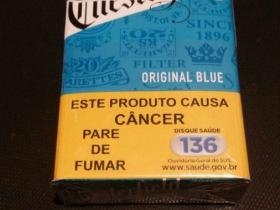 SINCE
1896
FILTER
ORIGINAL BLUE
ESTE PRODUTO CAUSA
CÂNCER
PARE
DE
FUMAR
DISQUE SAÚDE
136
Ouvidoria Geral do SUS
www.saude.gov.br